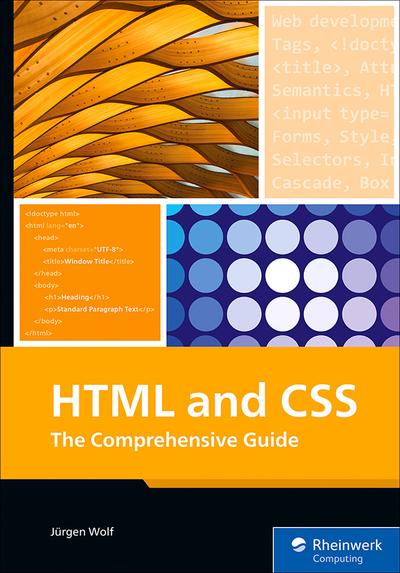 Web developme
Tags, <!docty
<title>, Att
Semantics, H
<input type=
Forms, Style
Selectors, In
Cascade, Box
<!doctype html>
<html lang="en">
<head>
<meta charset="UTF-8">
<title>Window Title</title>
</head>
<body>
<h1>Heading</h1>
<p>Standard Paragraph Text</p>
</body>
</html>
HTML and CSS
The Comprehensive Guide
Jürgen Wolf
Rheinwerk
Computing